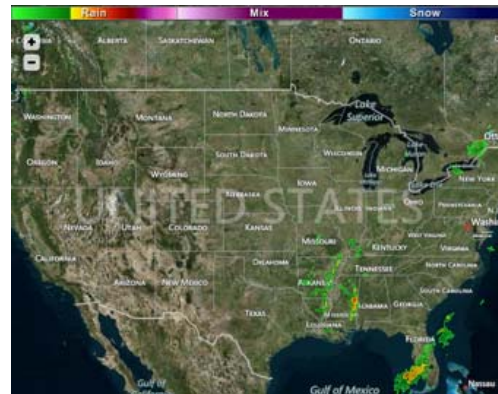 Rain Mix Snow
ALBERTA SASKATCHEWAN ONTARIO
WASHINGTON MONTANA NORTH DAKOTA MINNESOTA Lake Superior
OREGON IDAHO SOUTH DAKOTA WISCONSIN MICHIGAN NEW YORK
WYOMING IOWA
NEBRASKA ILLINOIS INDIANA OHIO PENNSYLVANIA
UNITED STATES
NEVADA UTAH COLORADO KANSAS MISSOURI KENTUCKY WEST VIRGINIA VIRGINIA
CALIFORNIA OKLAHOMA TENNESSEE NORTH CAROLINA
ARIZONA NEW MEXICO ARKANSAS SOUTH CAROLINA
TEXAS MISSISSIPPI ALABAMA GEORGIA
LOUISIANA
FLORIDA
Gulf of Gulf of Mexico Nassau